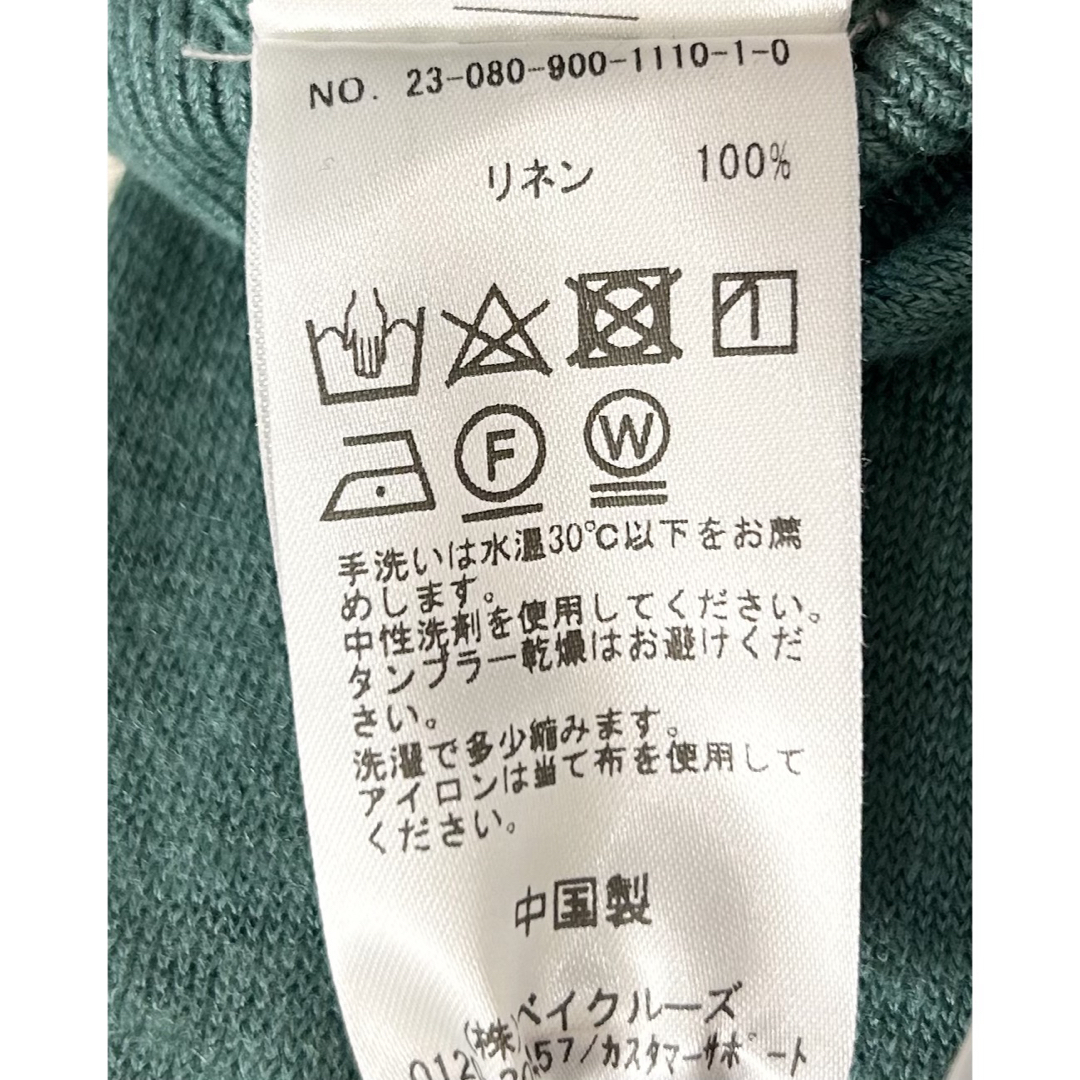 NO. 23-080-900-1110-1-0
リネン 100%
F W
手洗いは水温30℃以下をお薦
めします。
中性洗剤を使用してください。
タンブラー乾燥はお避けくだ
さい。
洗濯で多少縮みます。
アイロンは当て布を使用して
ください。
中国製
(株)ベイクルーズ
57/カスタマーサポート